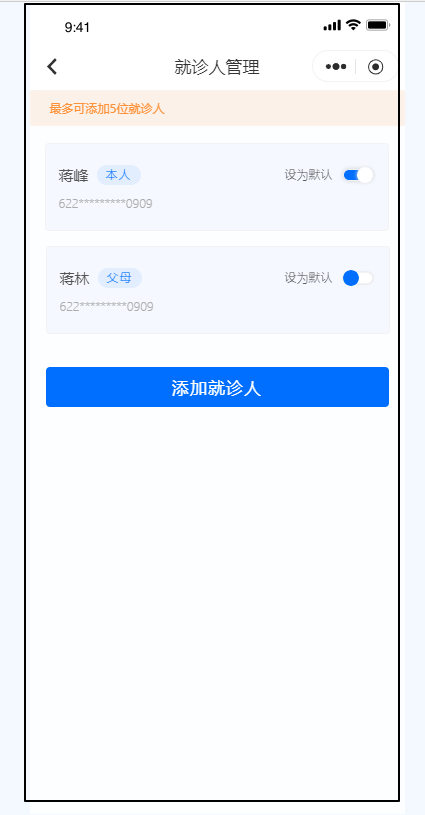 9:41
就诊人管理
最多可添加5位就诊人
蒋峰 本人 设为默认
622*********0909
蒋林 父母 设为默认
622*********0909
添加就诊人